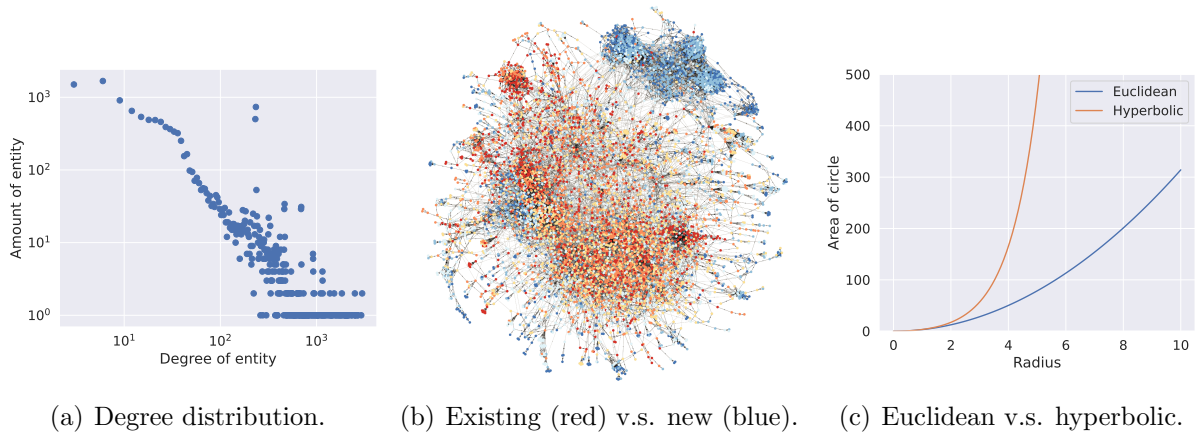 10³
10²
10¹
10⁰
Amount of entity
10¹ 10² 10³
Degree of entity
500
400
300
200
100
0
Area of circle
Euclidean
Hyperbolic
0 2 4 6 8 10
Radius
(a) Degree distribution.
(b) Existing (red) v.s. new (blue).
(c) Euclidean v.s. hyperbolic.